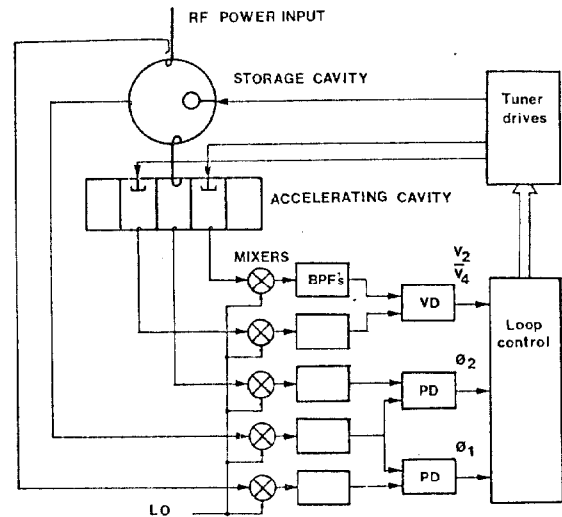 RF POWER INPUT
STORAGE CAVITY
Tuner
drives
ACCELERATING CAVITY
MIXERS
BPF's
VD
V2
V4
Loop
control
PD
Ø2
PD
Ø1
LO